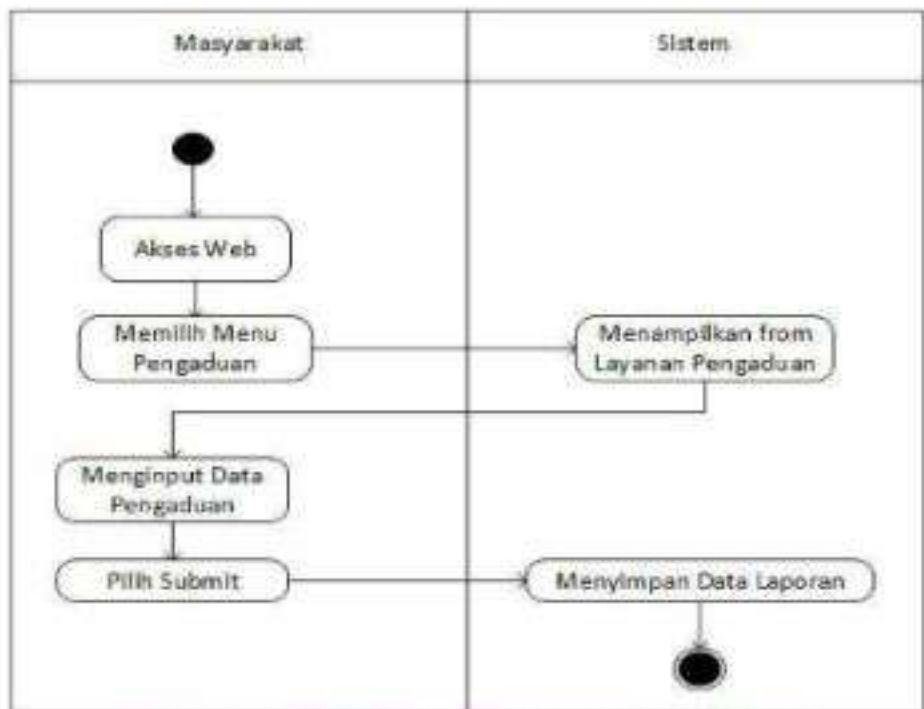 Masyarakat
Sistem
Akses Web
Memilih Menu
Pengaduan
Menampilkan from
Layanan Pengaduan
Menginput Data
Pengaduan
Pilih Submit
Menyimpan Data Laporan